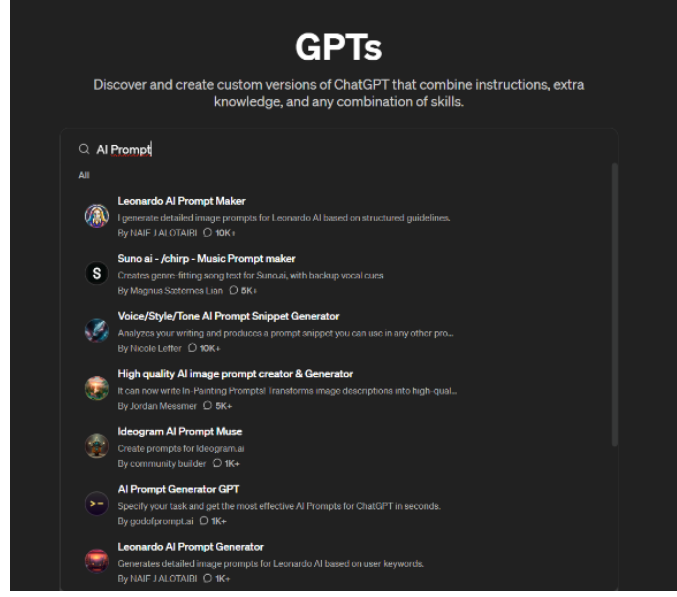 GPTs
Discover and create custom versions of ChatGPT that combine instructions, extra
knowledge, and any combination of skills.
AI Prompt
All
Leonardo AI Prompt Maker
I generate detailed image prompts for Leonardo AI based on structured guidelines.
By NAIF J ALOTAIBI 10K+
Suno ai - /chirp - Music Prompt maker
S
Creates genre-fitting song text for Suno.ai, with backup vocal cues
By Magnus Sæternes Lian 5K+
Voice/Style/Tone AI Prompt Snippet Generator
Analyzes your writing and produces a prompt snippet you can use in any other pro...
By Nicole Leffer 10K+
High quality AI image prompt creator & Generator
It can now write In-Painting Prompts! Transforms image descriptions into high-qual...
By Jordan Messmer 5K+
Ideogram AI Prompt Muse
Create prompts for Ideogram.ai
By community builder 1K+
AI Prompt Generator GPT
Specify your task and get the most effective AI Prompts for ChatGPT in seconds.
By godofprompt.ai 1K+
Leonardo AI Prompt Generator
Generates detailed image prompts for Leonardo AI based on user keywords.
By NAIF J ALOTAIBI 1K+